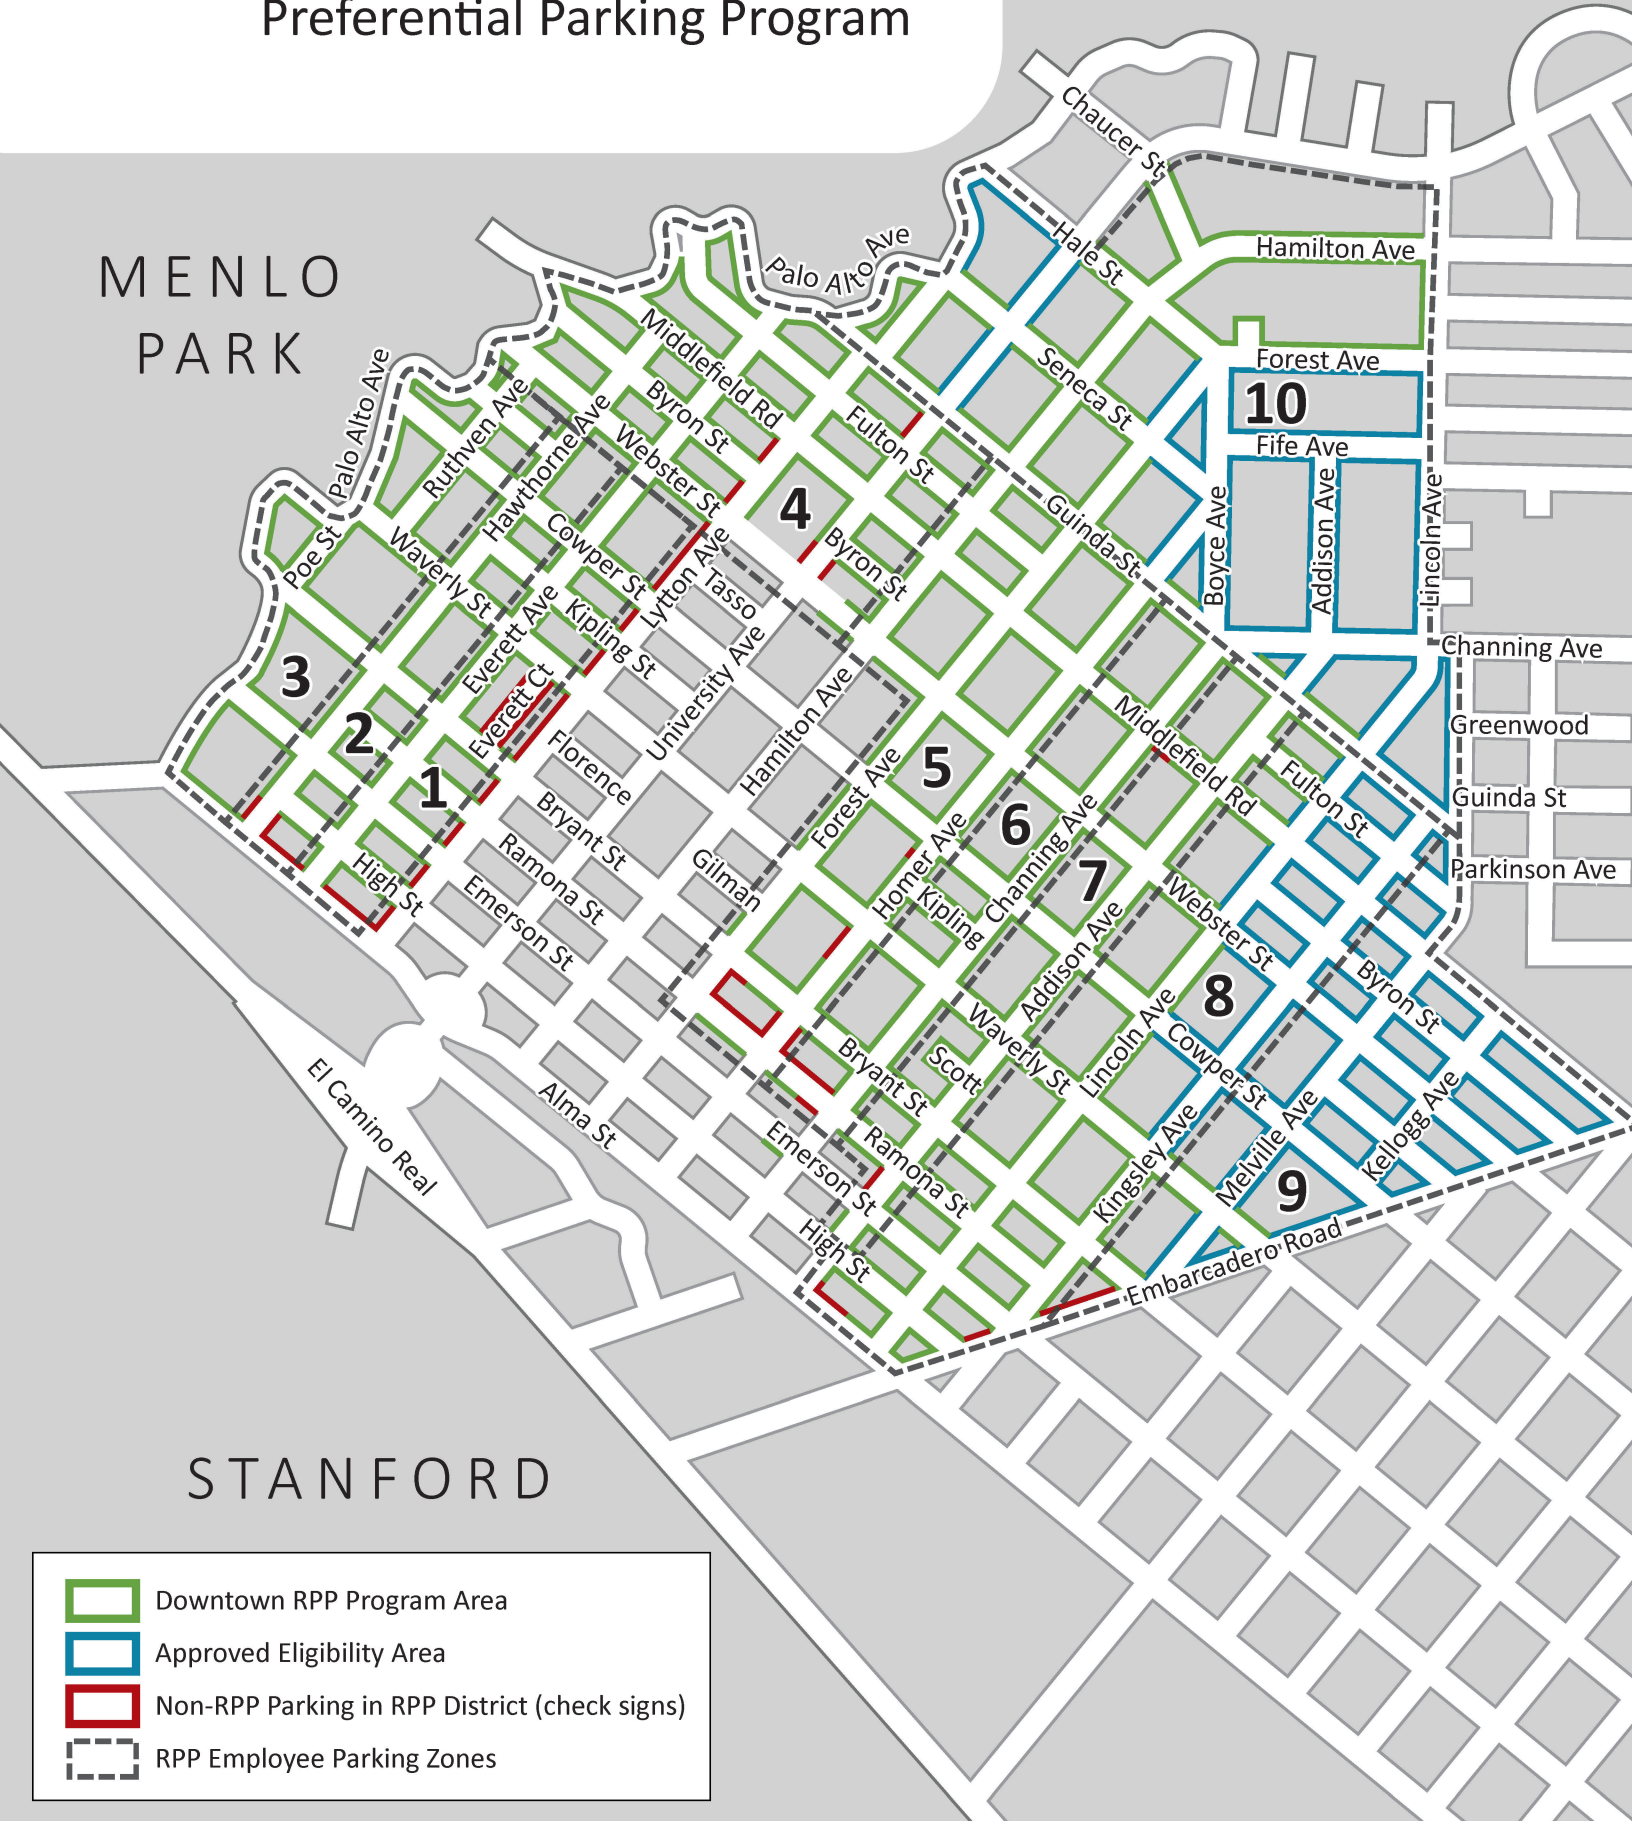 Preferential Parking Program
Chaucer St
Hale St
Hamilton Ave
Palo Alto Ave
MENLO
PARK
Middlefield Rd
Palo Alto Ave
Ruthven Ave
Hawthorne Ave
Byron St
Webster St
Fulton St
Seneca St
Forest Ave
10
Fife Ave
Boyce Ave
Addison Ave
Lincoln Ave
4
Guinda St
Poe St
Waverly St
Cowper St
Lytton Ave
Tasso
Byron St
Everett Ave
Kipling St
University Ave
Hamilton Ave
Channing Ave
3
2
1
Everett Ct
Florence
Greenwood
5
6
7
Forest Ave
Homer Ave
Channing Ave
Middlefield Rd
Fulton St
Guinda St
Parkinson Ave
High St
Bryant St
Ramona St
Emerson St
Gilman
Kipling
Addison Ave
Webster St
8
Byron St
Waverly St
Lincoln Ave
Cowper St
Scott
Bryant St
El Camino Real
Alma St
Emerson St
Ramona St
High St
Kingsley Ave
Melville Ave
Kellogg Ave
9
Embarcadero Road
STANFORD
Downtown RPP Program Area
Approved Eligibility Area
Non-RPP Parking in RPP District (check signs)
RPP Employee Parking Zones